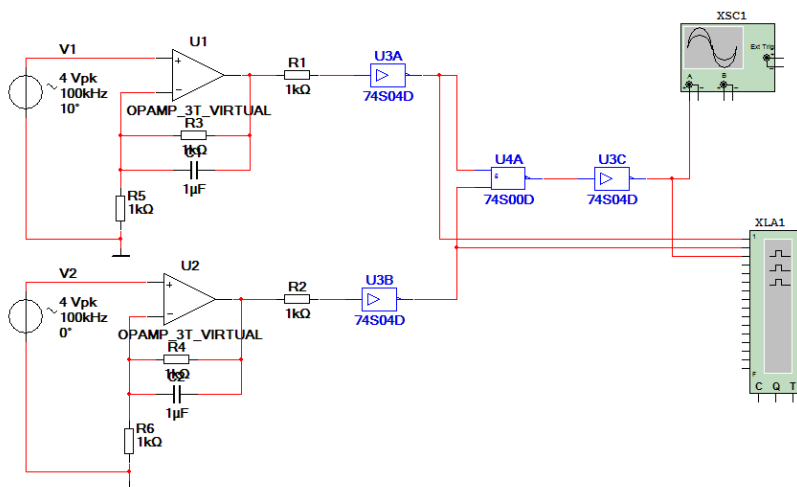 XSC1
Ext Trig
A
B
V1
4 Vpk
100kHz
10°
U1
OPAMP_3T_VIRTUAL
R1
1kΩ
U3A
74S04D
R3
1kΩ
C1
1µF
R5
1kΩ
U4A
74S00D
U3C
74S04D
XLA1
1
F
C Q T
V2
4 Vpk
100kHz
0°
U2
OPAMP_3T_VIRTUAL
R2
1kΩ
U3B
74S04D
R4
1kΩ
C2
1µF
R6
1kΩ